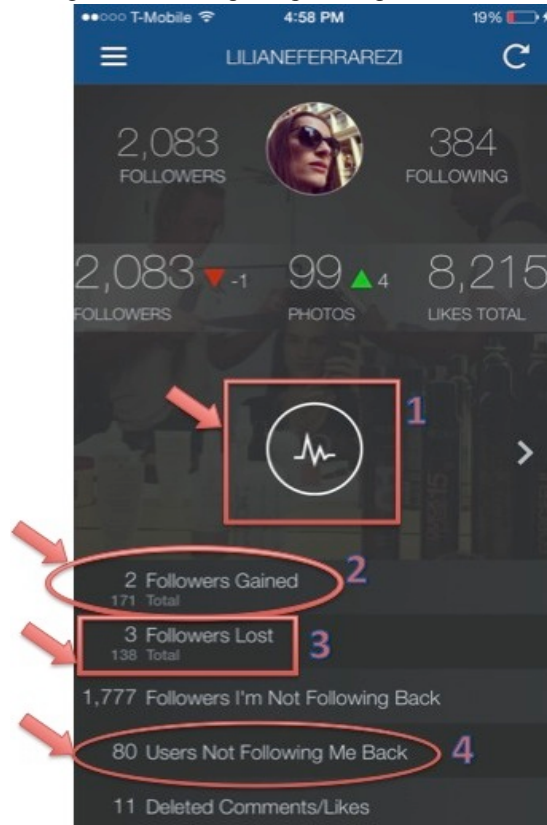 T-Mobile 4:58 PM 19%
LILIANEFERRAREZI
2,083 384
FOLLOWERS FOLLOWING
2,083 -1 99 4 8,215
FOLLOWERS PHOTOS LIKES TOTAL
1
2 Followers Gained 2
171 Total
3 Followers Lost 3
138 Total
1,777 Followers I'm Not Following Back
80 Users Not Following Me Back 4
11 Deleted Comments/Likes